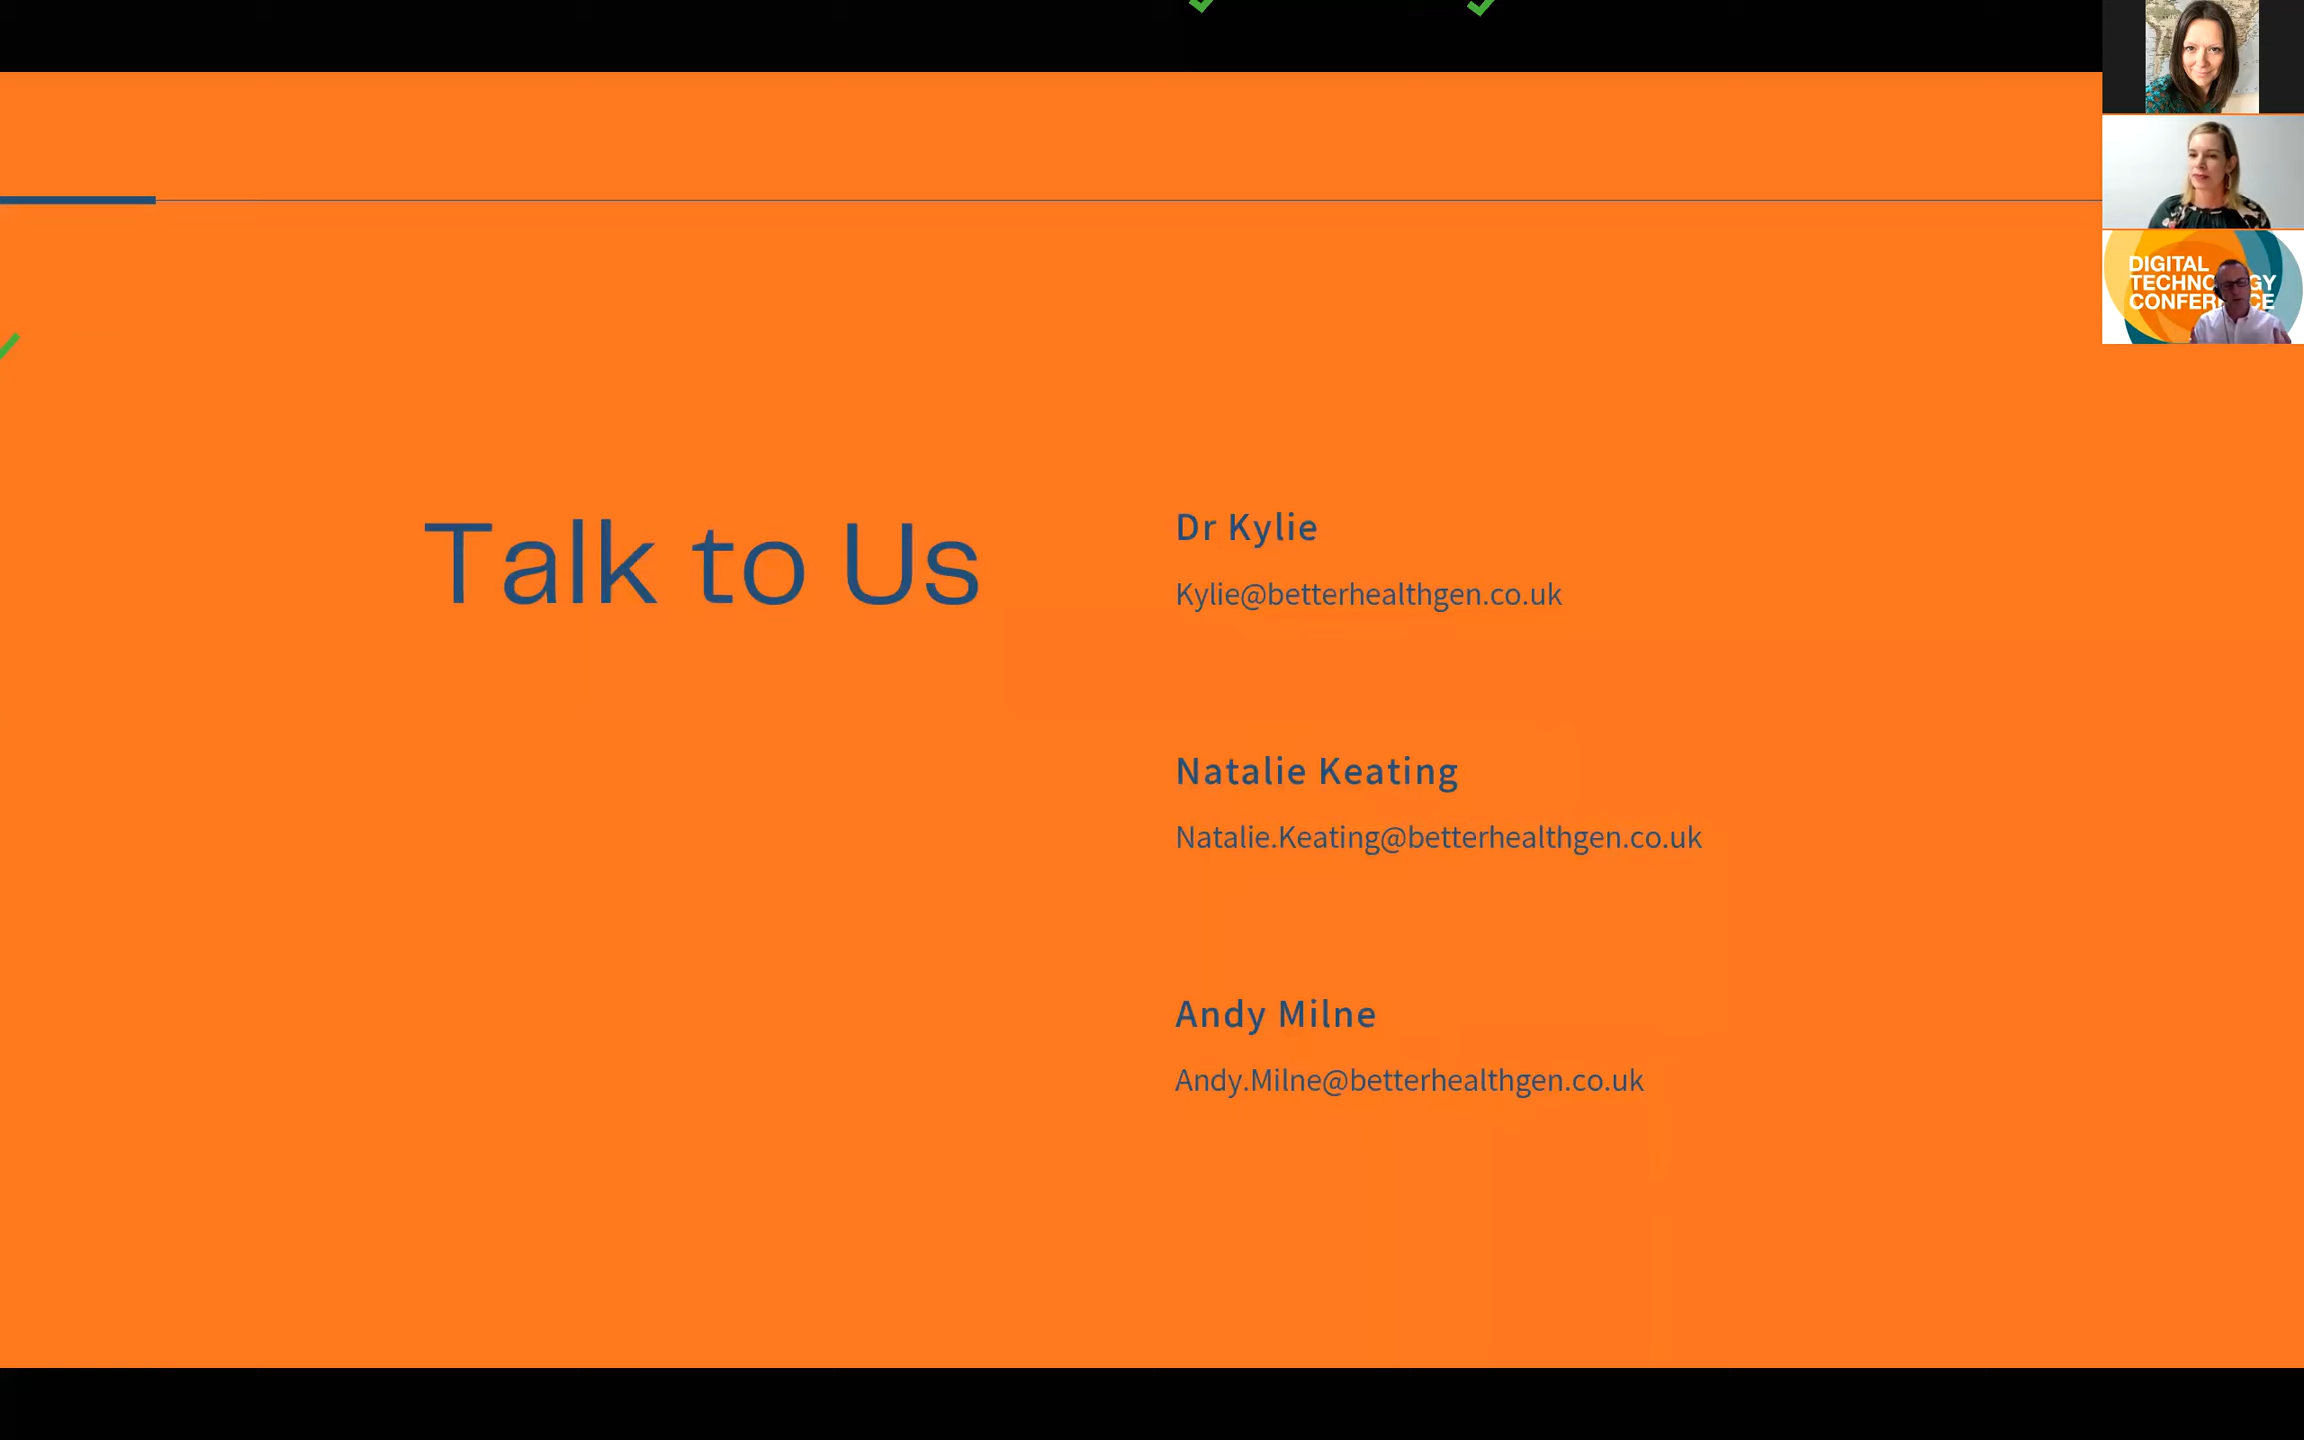 Talk to Us
Dr Kylie
Kylie@betterhealthgen.co.uk
Natalie Keating
Natalie.Keating@betterhealthgen.co.uk
Andy Milne
Andy.Milne@betterhealthgen.co.uk
DIGITAL